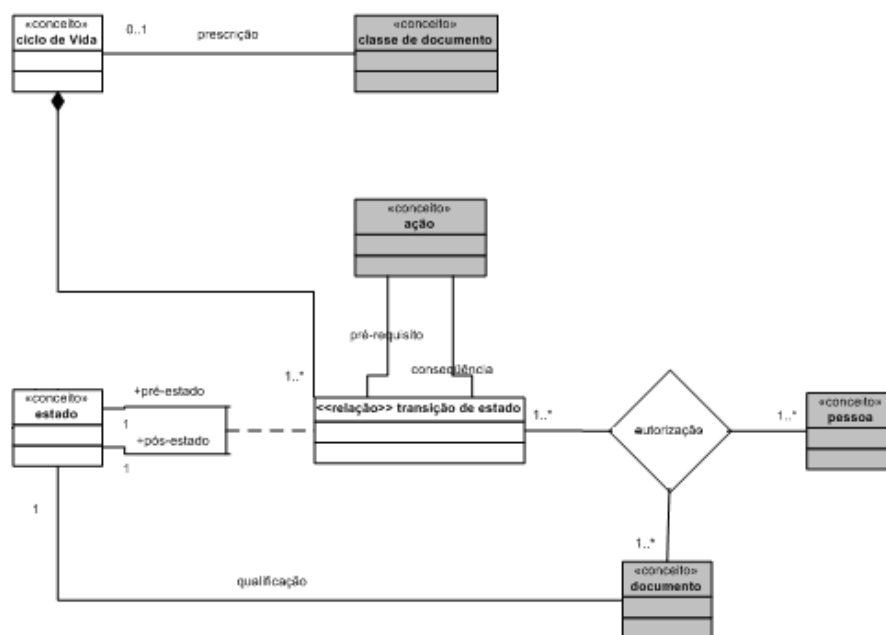 «conceito»
ciclo de Vida
0..1
prescrição
«conceito»
classe de documento
«conceito»
ação
pré-requisito
conseqüência
1..*
«conceito»
estado
+pré-estado
1
+pós-estado
1
<<relação>> transição de estado
1..*
autorização
1..*
«conceito»
pessoa
1
1..*
qualificação
«conceito»
documento